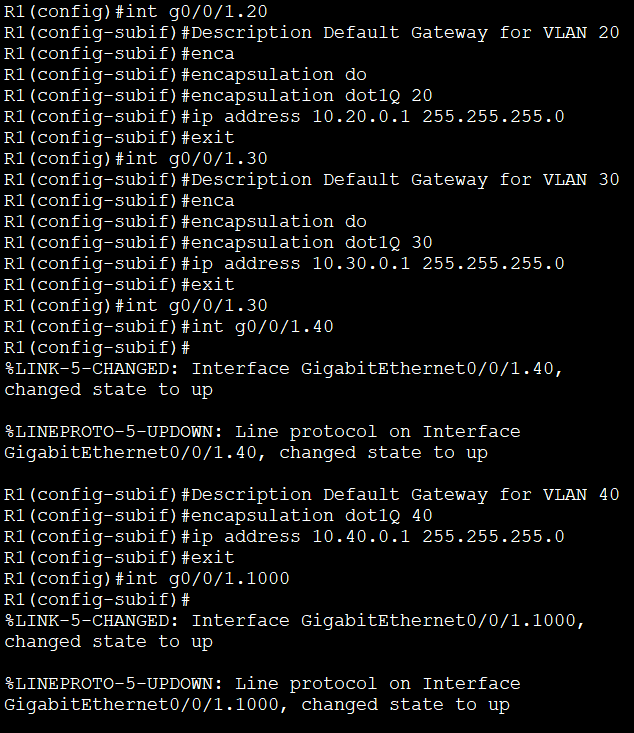 R1(config)#int g0/0/1.20
R1(config-subif)#Description Default Gateway for VLAN 20
R1(config-subif)#enca
R1(config-subif)#encapsulation do
R1(config-subif)#encapsulation dot1Q 20
R1(config-subif)#ip address 10.20.0.1 255.255.255.0
R1(config-subif)#exit
R1(config)#int g0/0/1.30
R1(config-subif)#Description Default Gateway for VLAN 30
R1(config-subif)#enca
R1(config-subif)#encapsulation do
R1(config-subif)#encapsulation dot1Q 30
R1(config-subif)#ip address 10.30.0.1 255.255.255.0
R1(config-subif)#exit
R1(config)#int g0/0/1.30
R1(config-subif)#int g0/0/1.40
R1(config-subif)#
%LINK-5-CHANGED: Interface GigabitEthernet0/0/1.40,
changed state to up
%LINEPROTO-5-UPDOWN: Line protocol on Interface
GigabitEthernet0/0/1.40, changed state to up
R1(config-subif)#Description Default Gateway for VLAN 40
R1(config-subif)#encapsulation dot1Q 40
R1(config-subif)#ip address 10.40.0.1 255.255.255.0
R1(config-subif)#exit
R1(config)#int g0/0/1.1000
R1(config-subif)#
%LINK-5-CHANGED: Interface GigabitEthernet0/0/1.1000,
changed state to up
%LINEPROTO-5-UPDOWN: Line protocol on Interface
GigabitEthernet0/0/1.1000, changed state to up